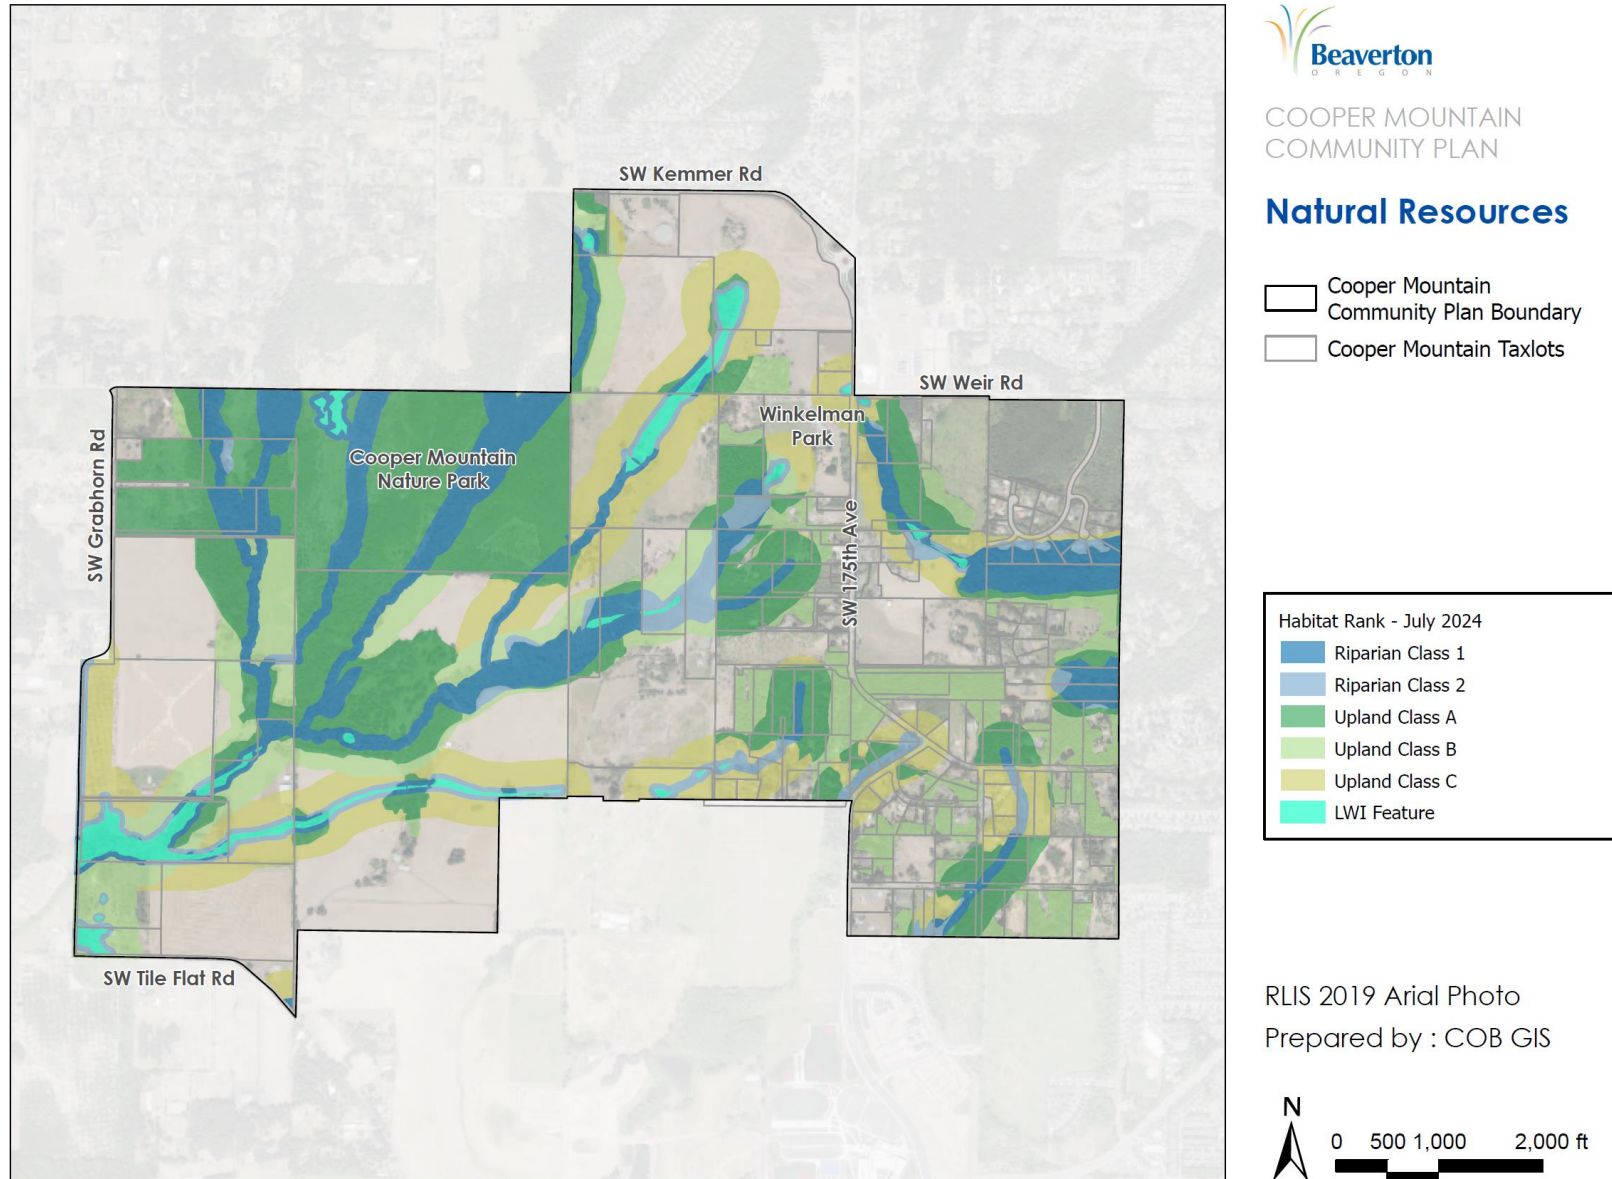 Beaverton
OREGON
COOPER MOUNTAIN
COMMUNITY PLAN
Natural Resources
Cooper Mountain
Community Plan Boundary
Cooper Mountain Taxlots
SW Kemmer Rd
SW Weir Rd
Winkelman
Park
Cooper Mountain
Nature Park
SW Grabhorn Rd
SW 175th Ave
SW Tile Flat Rd
Habitat Rank - July 2024
Riparian Class 1
Riparian Class 2
Upland Class A
Upland Class B
Upland Class C
LWI Feature
RLIS 2019 Arial Photo
Prepared by : COB GIS
N
0 500 1,000 2,000 ft